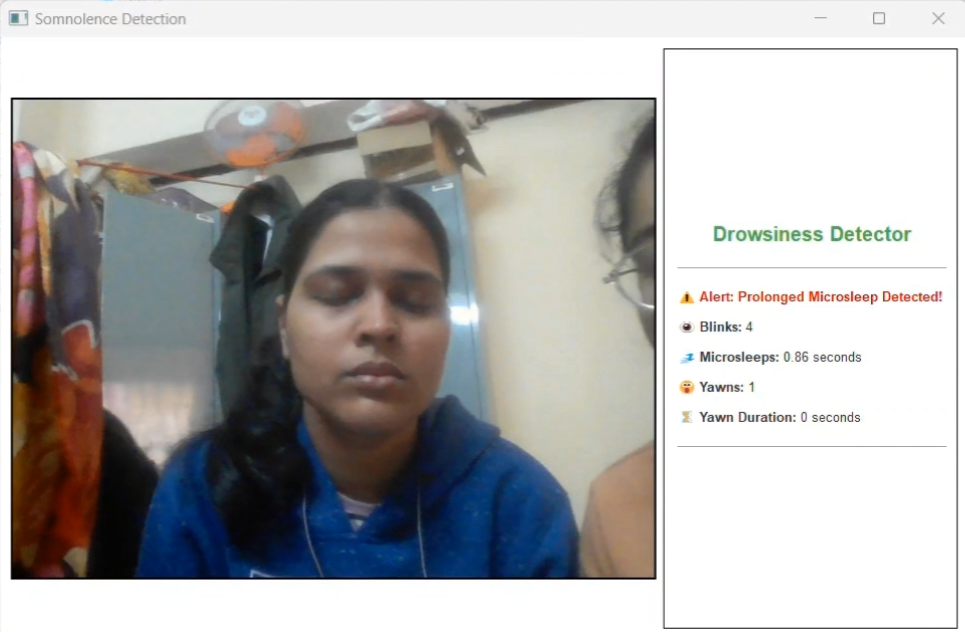 Somnolence Detection
Drowsiness Detector
Alert: Prolonged Microsleep Detected!
Blinks: 4
Microsleeps: 0.86 seconds
Yawns: 1
Yawn Duration: 0 seconds